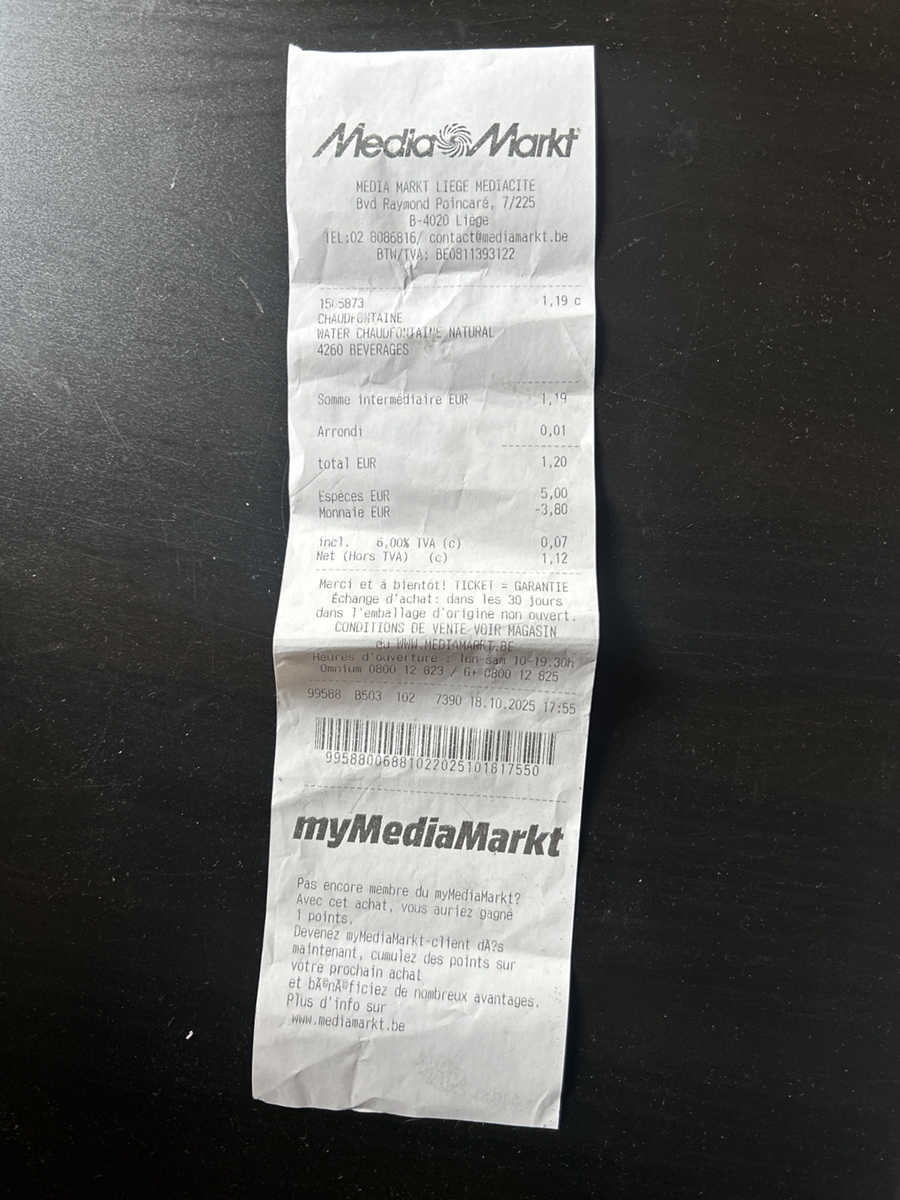 MediaMarkt
MEDIA MARKT LIEGE MEDIACITE
Bvd Raymond Poincaré, 7/225
B-4020 Liège
TEL:02 8086816/ contact@mediamarkt.be
BTW/TVA: BE0811393122
1,19 c
CHAUDFONTAINE
WATER CHAUDFONTAINE NATURAL
4260 BEVERAGES
Somme intermédiaire EUR 1,19
Arrondi 0,01
total EUR 1,20
Espèces EUR 5,00
Monnaie EUR -3,80
incl. 6,00% TVA (c) 0,07
Net (Hors TVA) (c) 1,12
Merci et à bientôt! TICKET = GARANTIE
Échange d'achat: dans les 30 jours
dans l'emballage d'origine non ouvert.
CONDITIONS DE VENTE VOIR MAGASIN
ou WWW.MEDIAMARKT.BE
Heures d'ouverture : lun-sam 10-19.30h
Omnium 0800 12 623 / G+ 0800 12 625
99588 B503 102 7390 18.10.2025 17:55
9958800688102202510181​7550
myMediaMarkt
Pas encore membre du myMediaMarkt?
Avec cet achat, vous auriez gagné
1 points.
Devenez myMediaMarkt-client dÃ?s
maintenant, cumulez des points sur
votre prochain achat
et bÃ©nÃ©ficiez de nombreux avantages.
Plus d'info sur
www.mediamarkt.be